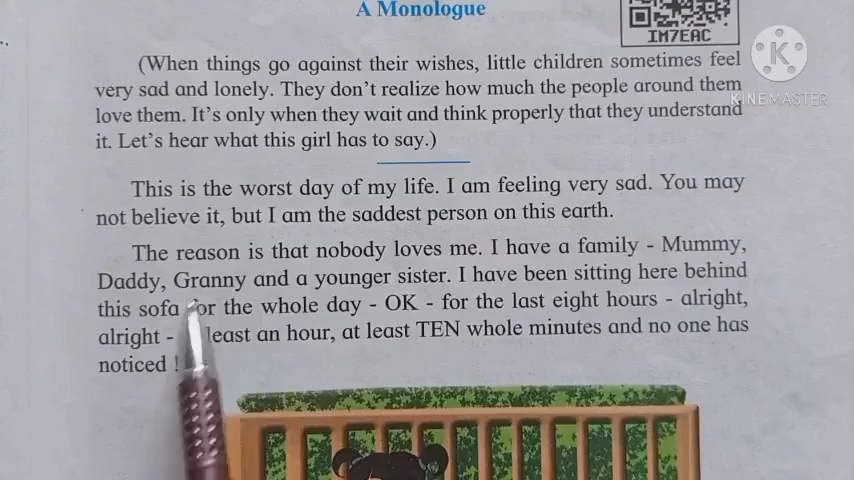 A Monologue
IM7EAC
K
KINEMASTER
(When things go against their wishes, little children sometimes feel
very sad and lonely. They don't realize how much the people around them
love them. It's only when they wait and think properly that they understand
it. Let's hear what this girl has to say.)
This is the worst day of my life. I am feeling very sad. You may
not believe it, but I am the saddest person on this earth.
The reason is that nobody loves me. I have a family - Mummy,
Daddy, Granny and a younger sister. I have been sitting here behind
this sofa for the whole day - OK - for the last eight hours - alright,
alright - least an hour, at least TEN whole minutes and no one has
noticed !